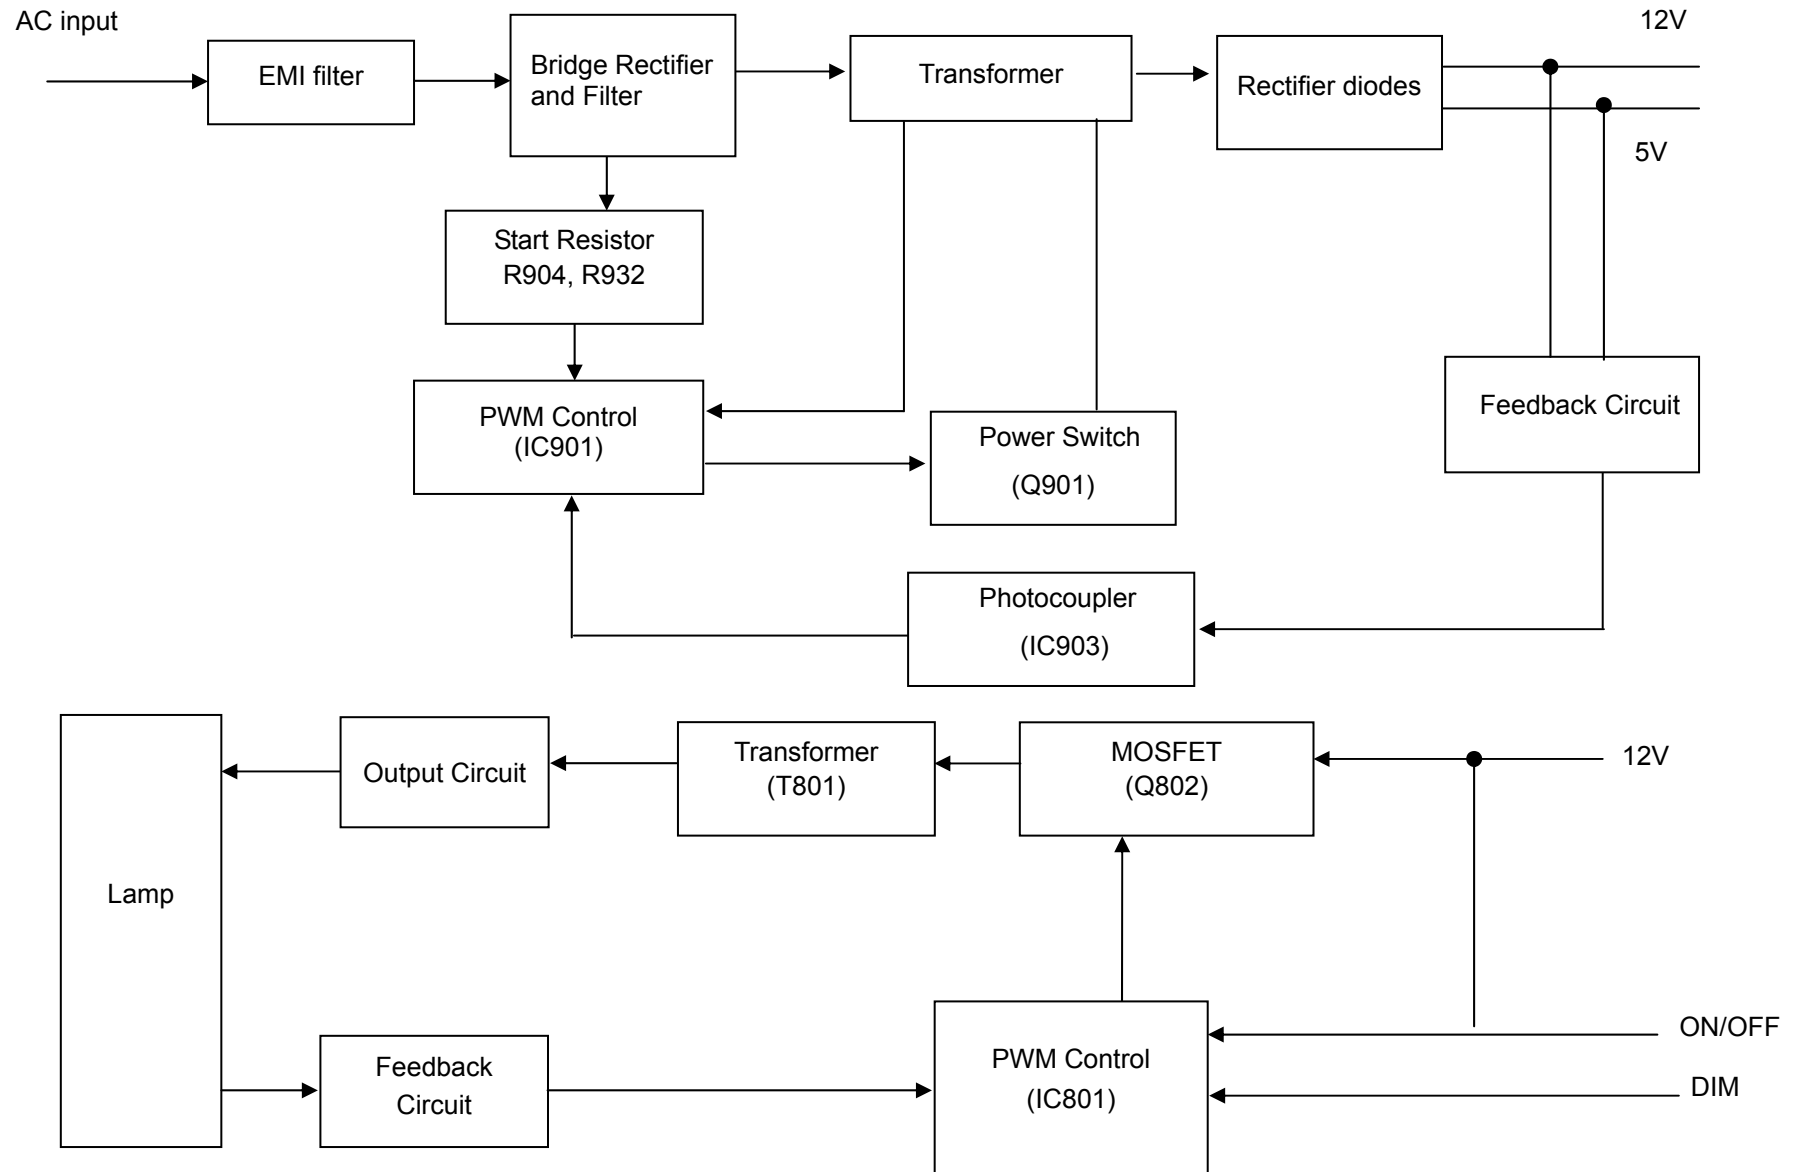 AC input
12V
EMI filter
Bridge Rectifier
and Filter
Transformer
Rectifier diodes
5V
Start Resistor
R904, R932
PWM Control
(IC901)
Power Switch
(Q901)
Feedback Circuit
Photocoupler
(IC903)
Output Circuit
Transformer
(T801)
MOSFET
(Q802)
12V
Lamp
Feedback
Circuit
PWM Control
(IC801)
ON/OFF
DIM